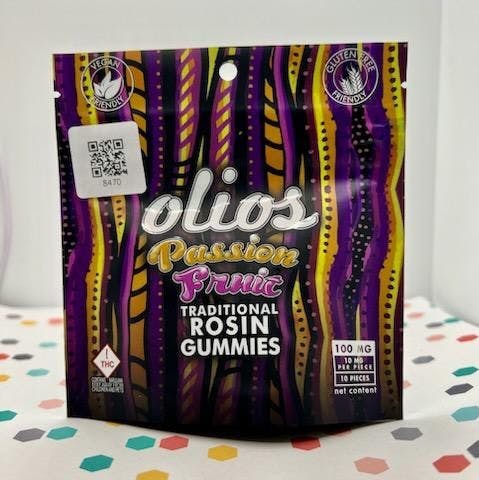 VEGAN
FRIENDLY
GLUTEN FREE
FRIENDLY
8470
olios
Passion
Fruit
TRADITIONAL
ROSIN
GUMMIES
!
THC
100 MG
10 MG
PER PIECE
10 PIECES
net content